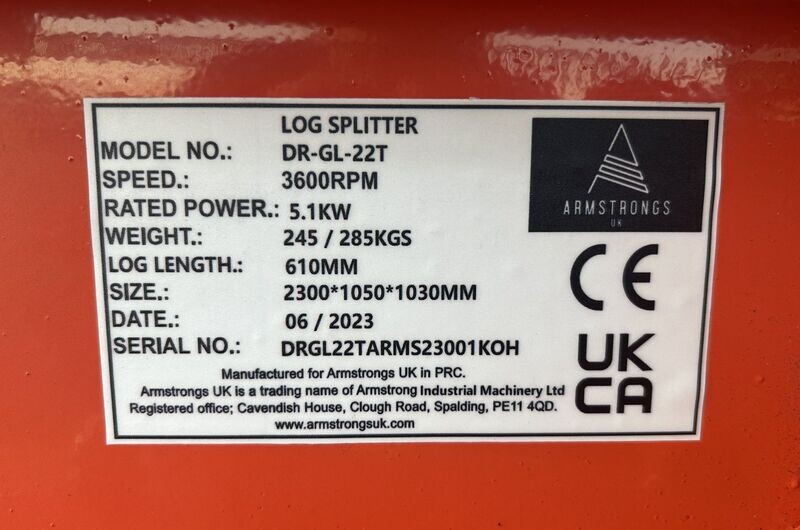 LOG SPLITTER
MODEL NO.: DR-GL-22T
SPEED.: 3600RPM
RATED POWER.: 5.1KW
WEIGHT.: 245 / 285KGS
LOG LENGTH.: 610MM
SIZE.: 2300*1050*1030MM
DATE.: 06 / 2023
SERIAL NO.: DRGL22TARMS23001KOH
Manufactured for Armstrongs UK in PRC.
Armstrongs UK is a trading name of Armstrong Industrial Machinery Ltd
Registered office; Cavendish House, Clough Road, Spalding, PE11 4QD.
www.armstrongsuk.com
ARMSTRONGS
UK
CE
UK
CA